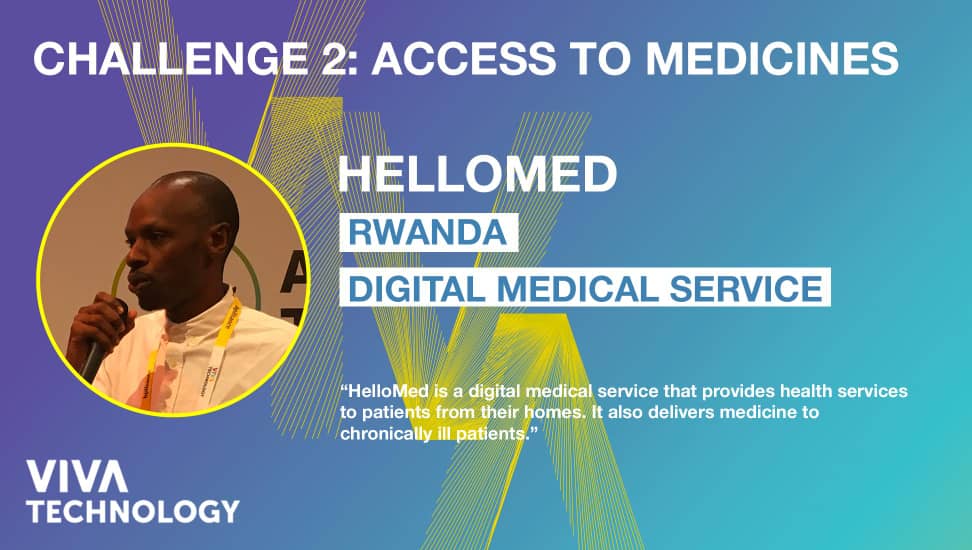 CHALLENGE 2: ACCESS TO MEDICINES
HELLOMED
RWANDA
DIGITAL MEDICAL SERVICE
“HelloMed is a digital medical service that provides health services
to patients from their homes. It also delivers medicine to
chronically ill patients.”
VIVA
TECHNOLOGY